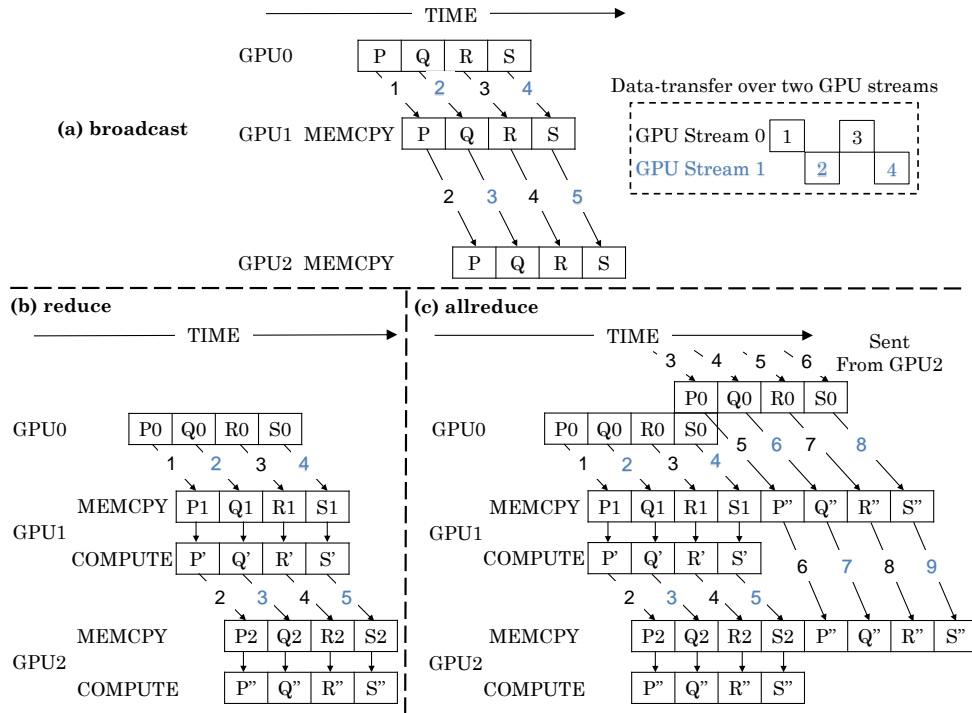 TIME
GPU0
P Q R S
1 2 3 4
(a) broadcast
GPU1 MEMCPY
P Q R S
2 3 4 5
GPU2 MEMCPY
P Q R S
Data-transfer over two GPU streams
GPU Stream 0
1 3
GPU Stream 1
2 4
(b) reduce
TIME
GPU0
P0 Q0 R0 S0
1 2 3 4
MEMCPY
P1 Q1 R1 S1
GPU1
COMPUTE
P' Q' R' S'
2 3 4 5
MEMCPY
P2 Q2 R2 S2
GPU2
COMPUTE
P" Q" R" S"
(c) allreduce
TIME
Sent
From GPU2
3 4 5 6
P0 Q0 R0 S0
GPU0
P0 Q0 R0 S0
1 2 3 4 5 6 7 8
MEMCPY
P1 Q1 R1 S1 P" Q" R" S"
GPU1
COMPUTE
P' Q' R' S'
2 3 4 5 6 7 8 9
MEMCPY
P2 Q2 R2 S2 P" Q" R" S"
GPU2
COMPUTE
P" Q" R" S"